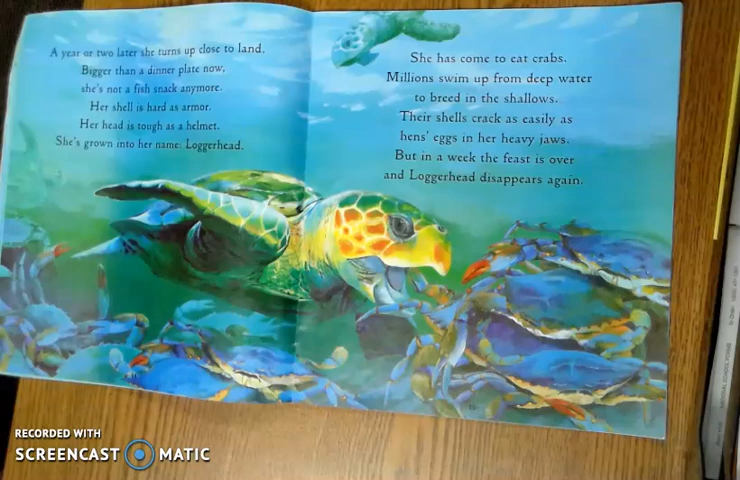 A year or two later she turns up close to land.
Bigger than a dinner plate now,
she's not a fish snack anymore.
Her shell is hard as armor.
Her head is tough as a helmet.
She's grown into her name: Loggerhead.
She has come to eat crabs.
Millions swim up from deep water
to breed in the shallows.
Their shells crack as easily as
hens' eggs in her heavy jaws.
But in a week the feast is over
and Loggerhead disappears again.
RECORDED WITH
SCREENCAST MATIC